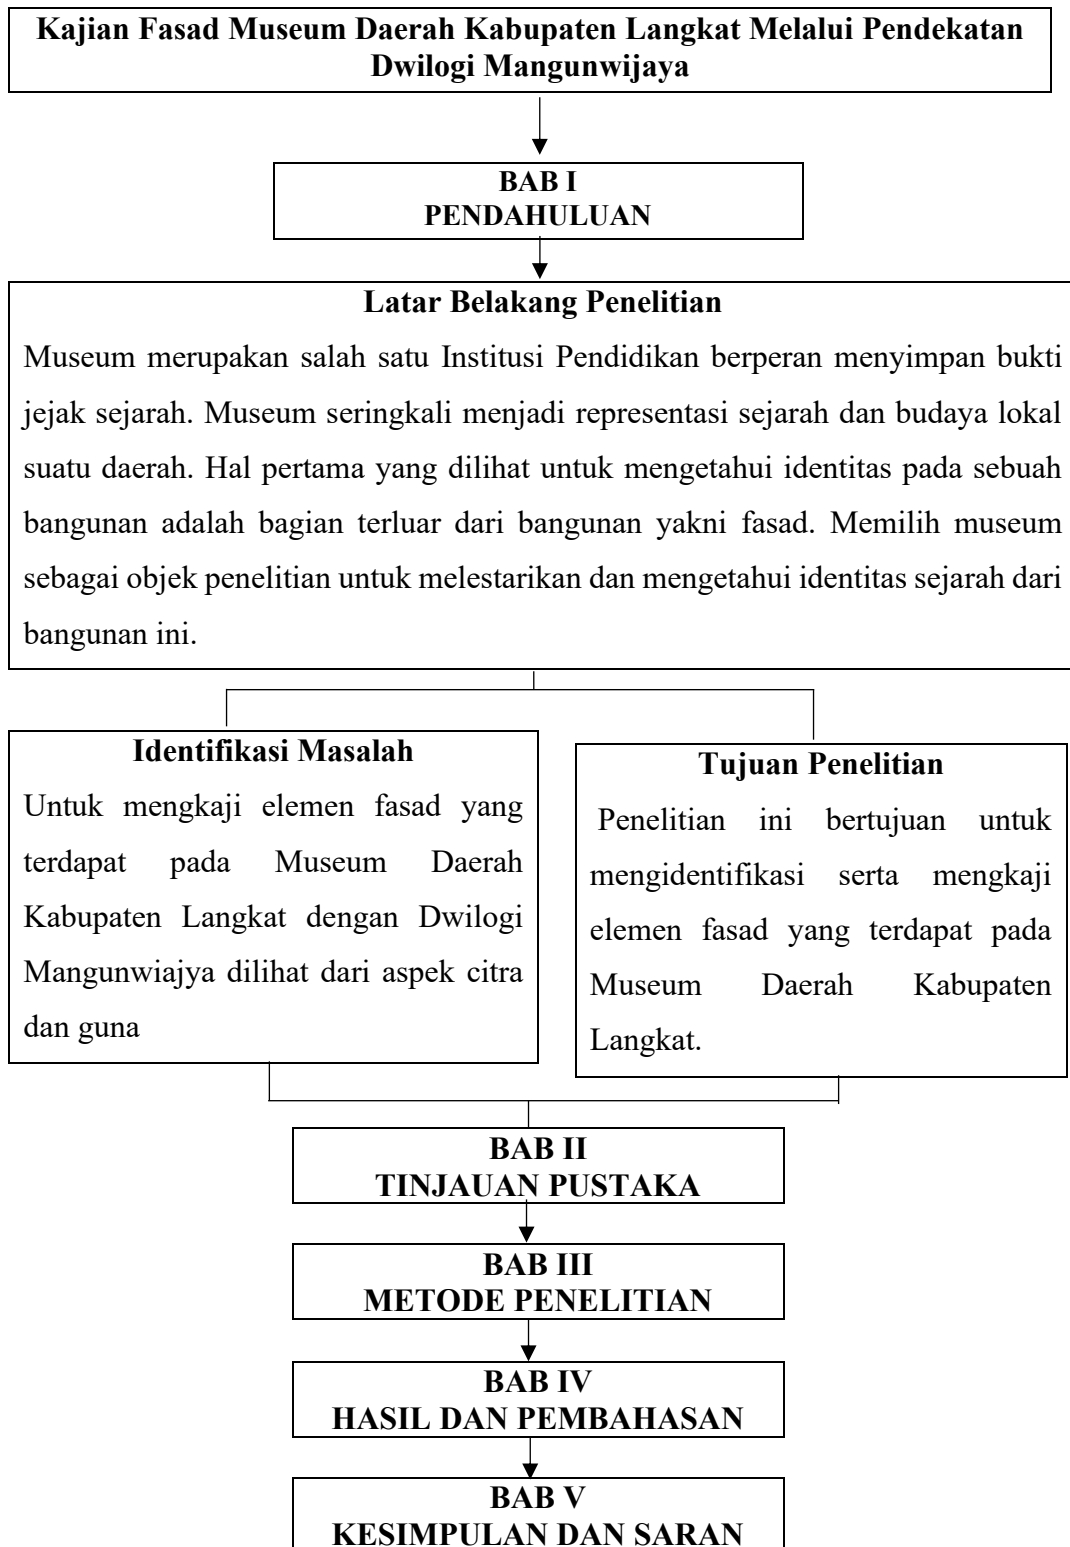 Kajian Fasad Museum Daerah Kabupaten Langkat Melalui Pendekatan
Dwilogi Mangunwijaya
BAB I
PENDAHULUAN
Latar Belakang Penelitian
Museum merupakan salah satu Institusi Pendidikan berperan menyimpan bukti
jejak sejarah. Museum seringkali menjadi representasi sejarah dan budaya lokal
suatu daerah. Hal pertama yang dilihat untuk mengetahui identitas pada sebuah
bangunan adalah bagian terluar dari bangunan yakni fasad. Memilih museum
sebagai objek penelitian untuk melestarikan dan mengetahui identitas sejarah dari
bangunan ini.
Identifikasi Masalah
Untuk mengkaji elemen fasad yang
terdapat pada Museum Daerah
Kabupaten Langkat dengan Dwilogi
Mangunwiajya dilihat dari aspek citra
dan guna
Tujuan Penelitian
Penelitian ini bertujuan untuk
mengidentifikasi serta mengkaji
elemen fasad yang terdapat pada
Museum Daerah Kabupaten
Langkat.
BAB II
TINJAUAN PUSTAKA
BAB III
METODE PENELITIAN
BAB IV
HASIL DAN PEMBAHASAN
BAB V
KESIMPULAN DAN SARAN